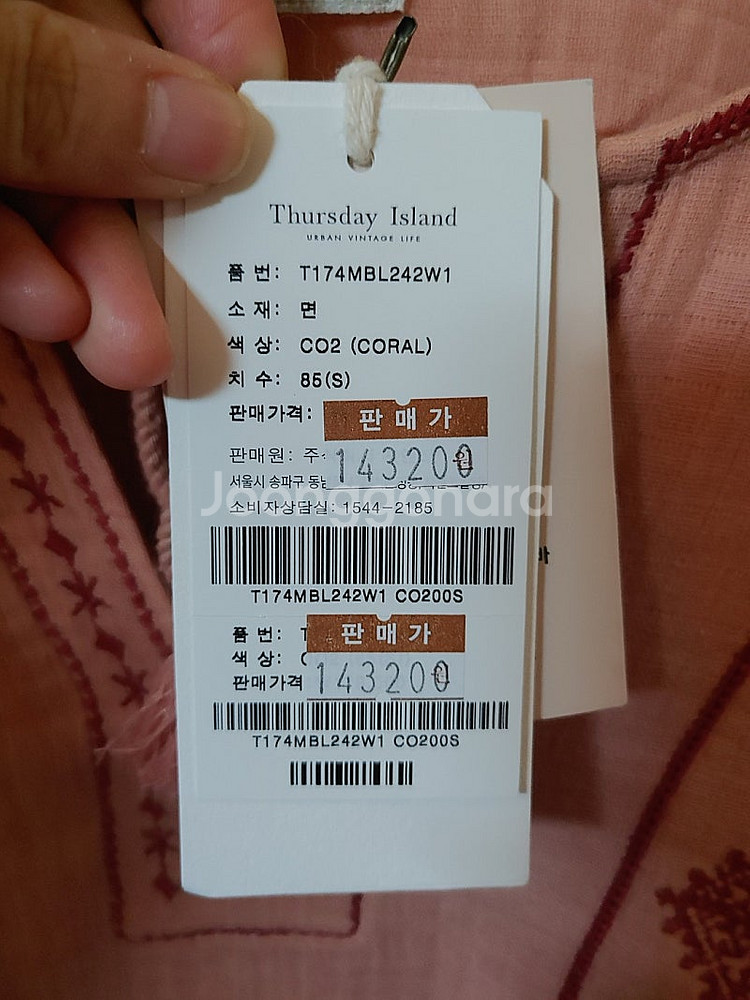 Thursday Island
URBAN VINTAGE LIFE
품 번: T174MBL242W1
소 재: 면
색 상: CO2 (CORAL)
치 수: 85(S)
판매가격: 판매가
판매원: 주 143200
서울시 송파구
소비자상담실: 1544-2185
Joonggonara
T174MBL242W1 CO200S
품 번: T 판매가
색 상:
판매가격 143200
T174MBL242W1 CO200S